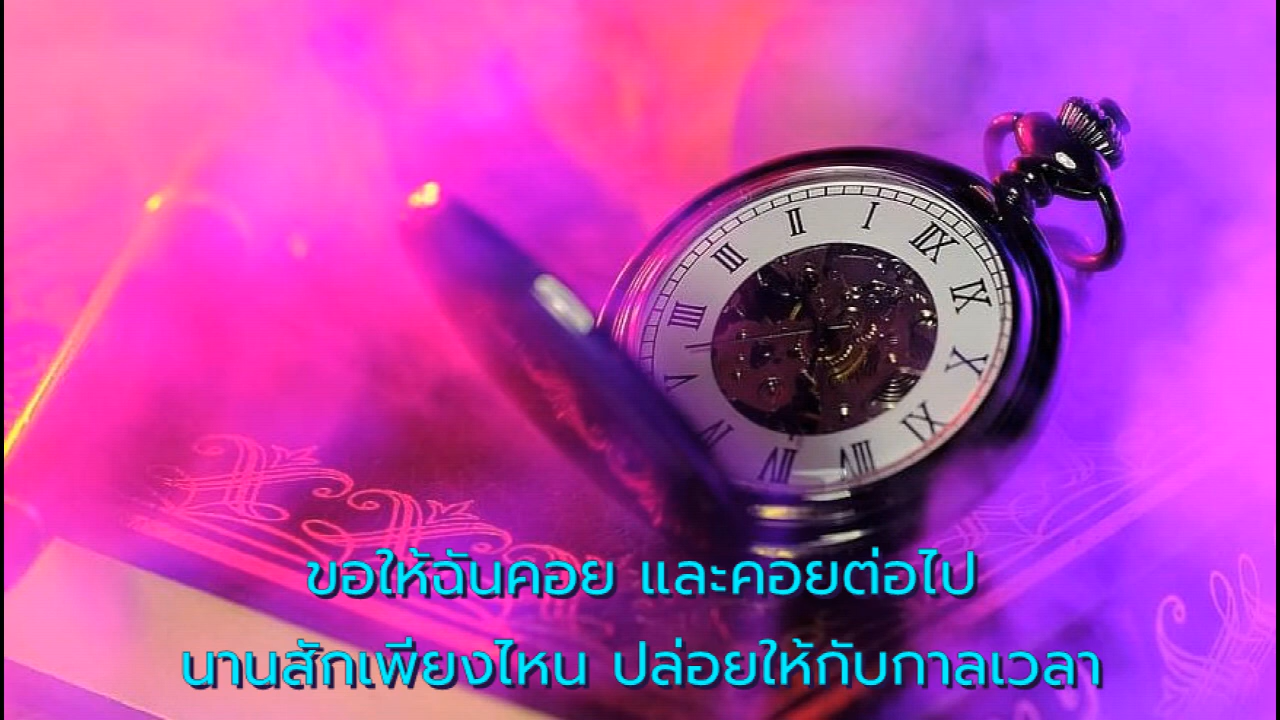 ขอให้ฉันคอย และคอยต่อไป
นานสักเพียงไหน ปล่อยให้กับกาลเวลา